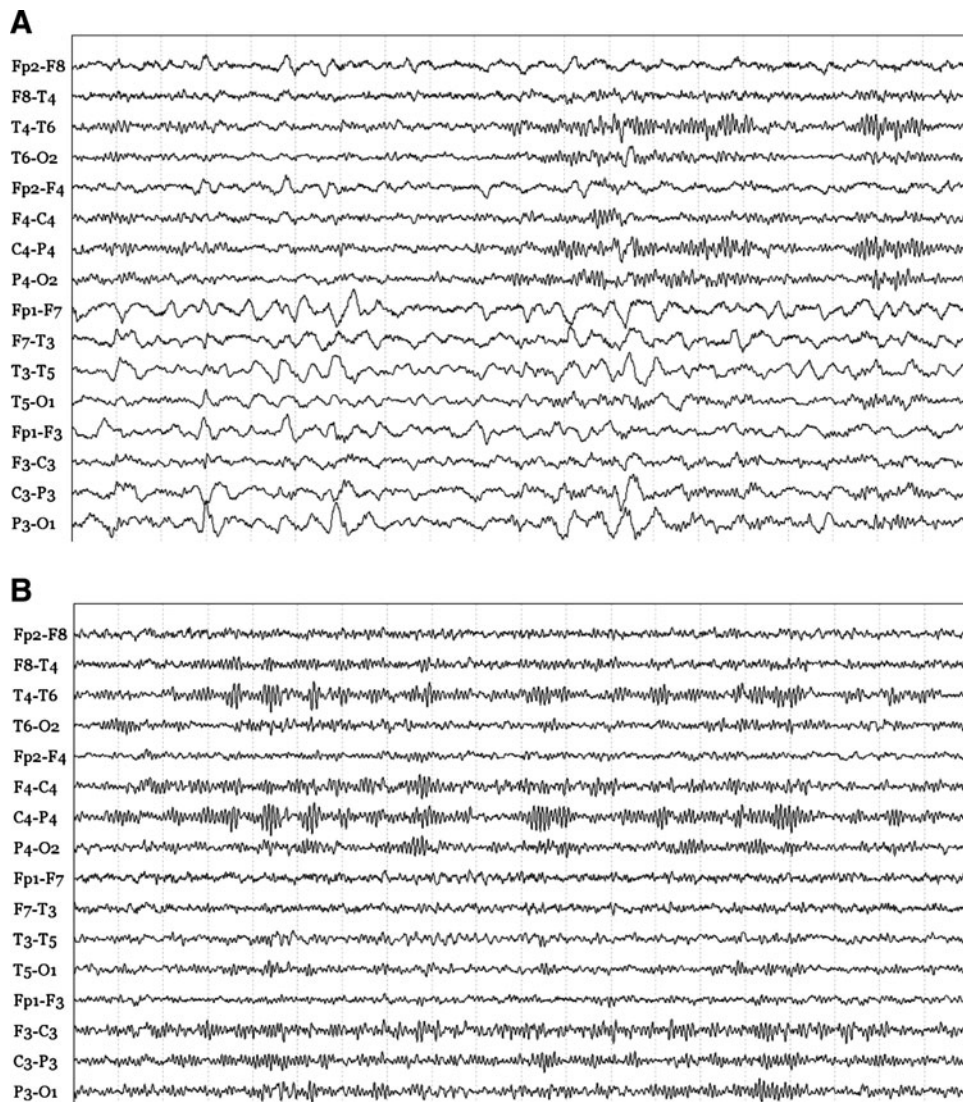 A
Fp2-F8
F8-T4
T4-T6
T6-O2
Fp2-F4
F4-C4
C4-P4
P4-O2
Fp1-F7
F7-T3
T3-T5
T5-O1
Fp1-F3
F3-C3
C3-P3
P3-O1
B
Fp2-F8
F8-T4
T4-T6
T6-O2
Fp2-F4
F4-C4
C4-P4
P4-O2
Fp1-F7
F7-T3
T3-T5
T5-O1
Fp1-F3
F3-C3
C3-P3
P3-O1